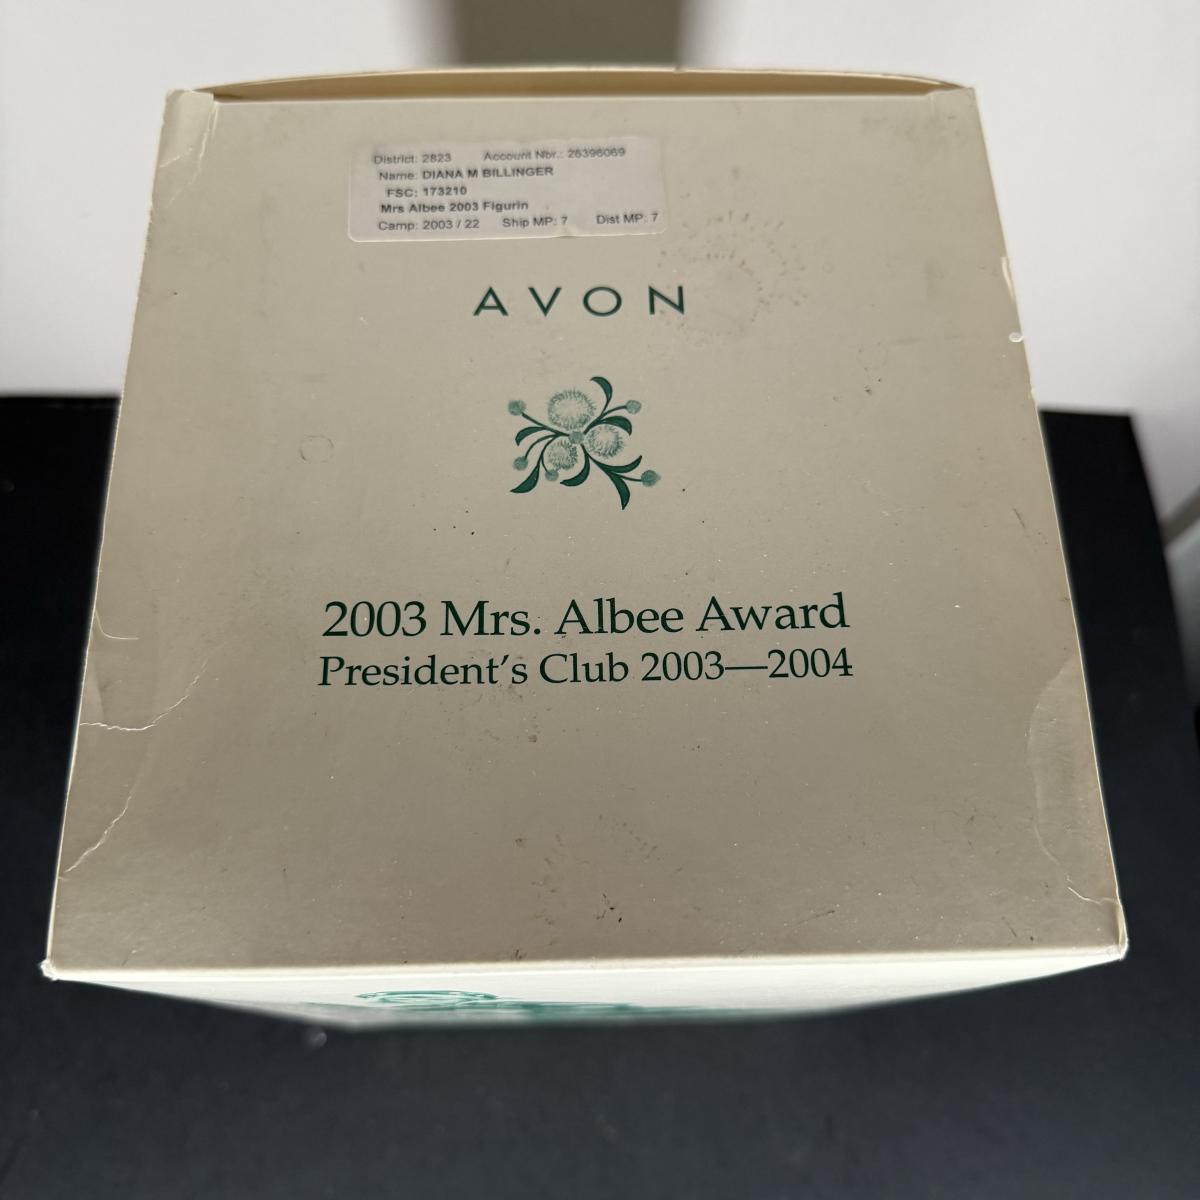 District: 2823 Account Nbr.: 26396069
Name: DIANA M BILLINGER
FSC: 173210
Mrs Albee 2003 Figurin
Camp: 2003 / 22 Ship MP: 7 Dist MP: 7
AVON
2003 Mrs. Albee Award
President's Club 2003—2004